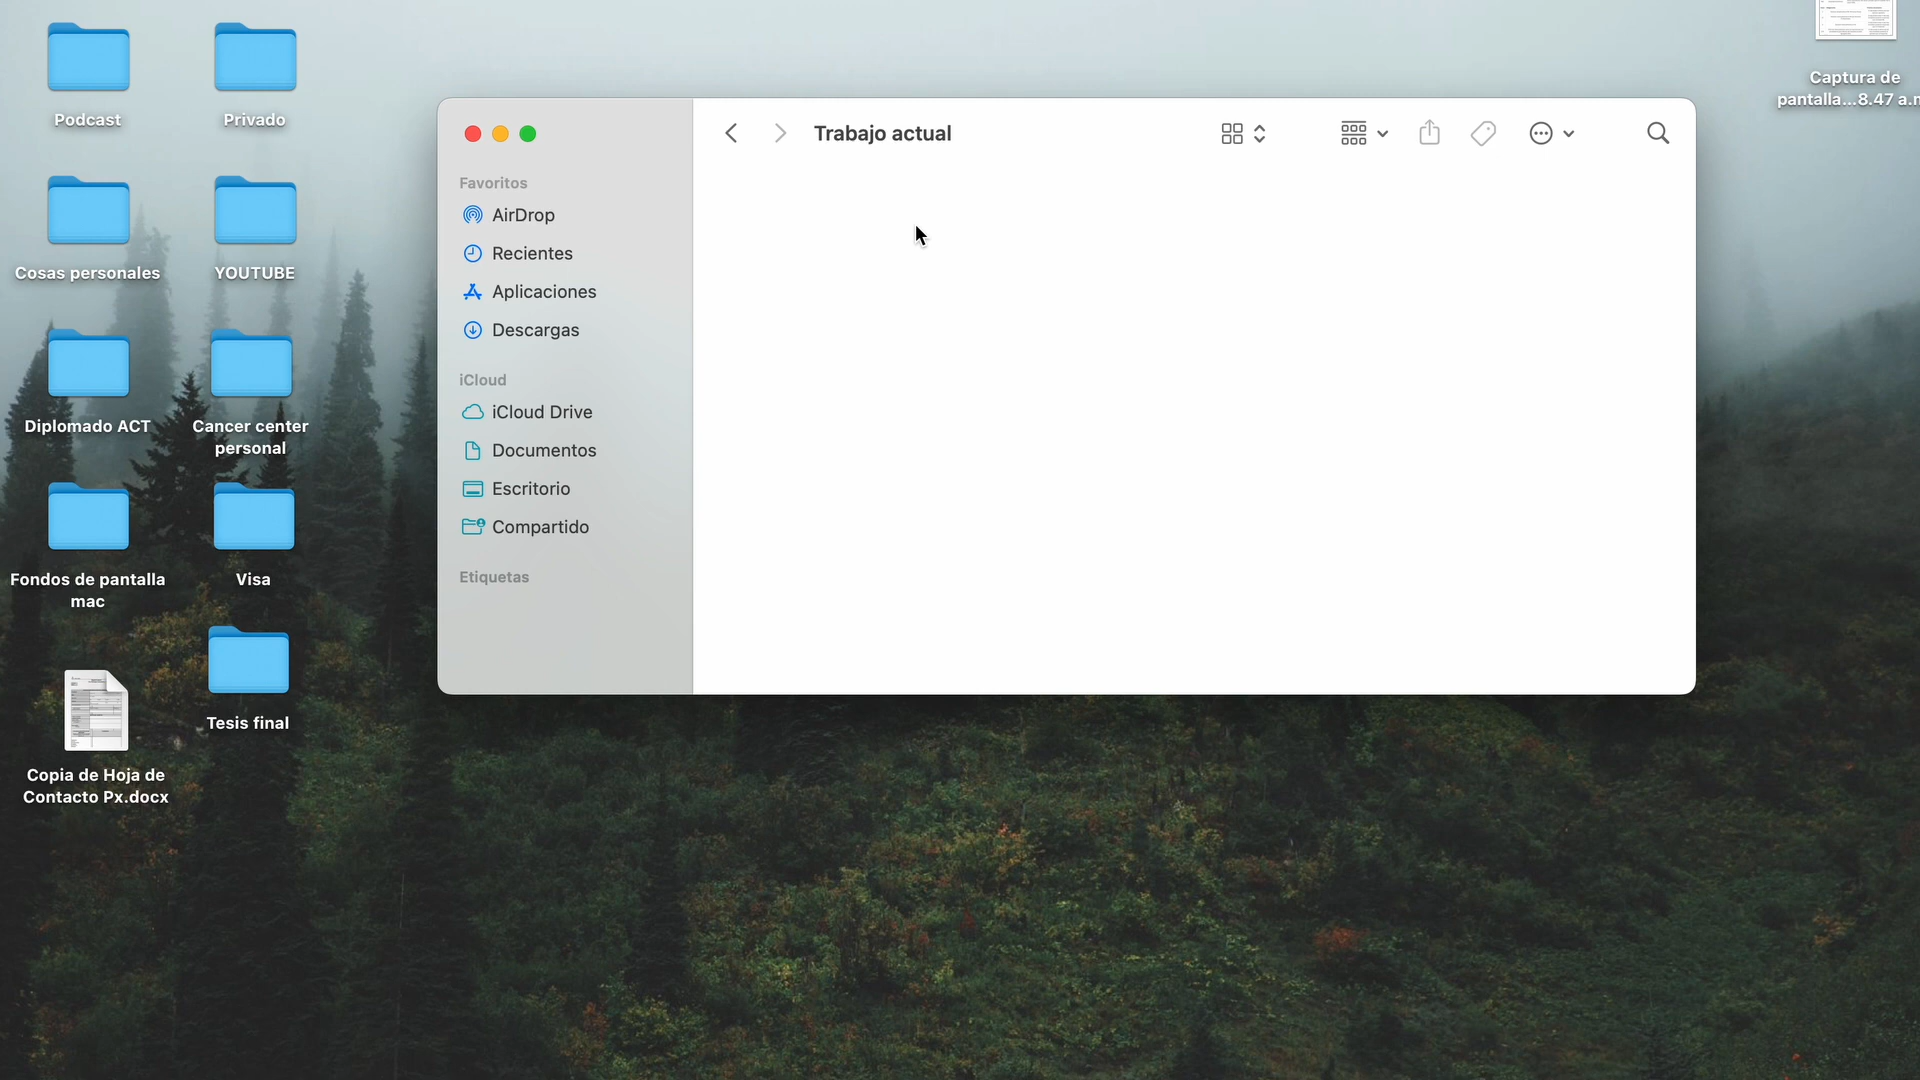 Podcast
Privado
Cosas personales
YOUTUBE
Diplomado ACT
Cancer center
personal
Fondos de pantalla
mac
Visa
Tesis final
Copia de Hoja de
Contacto Px.docx
Trabajo actual
Favoritos
AirDrop
Recientes
Aplicaciones
Descargas
iCloud
iCloud Drive
Documentos
Escritorio
Compartido
Etiquetas
Captura de
pantalla...8.47 a.m